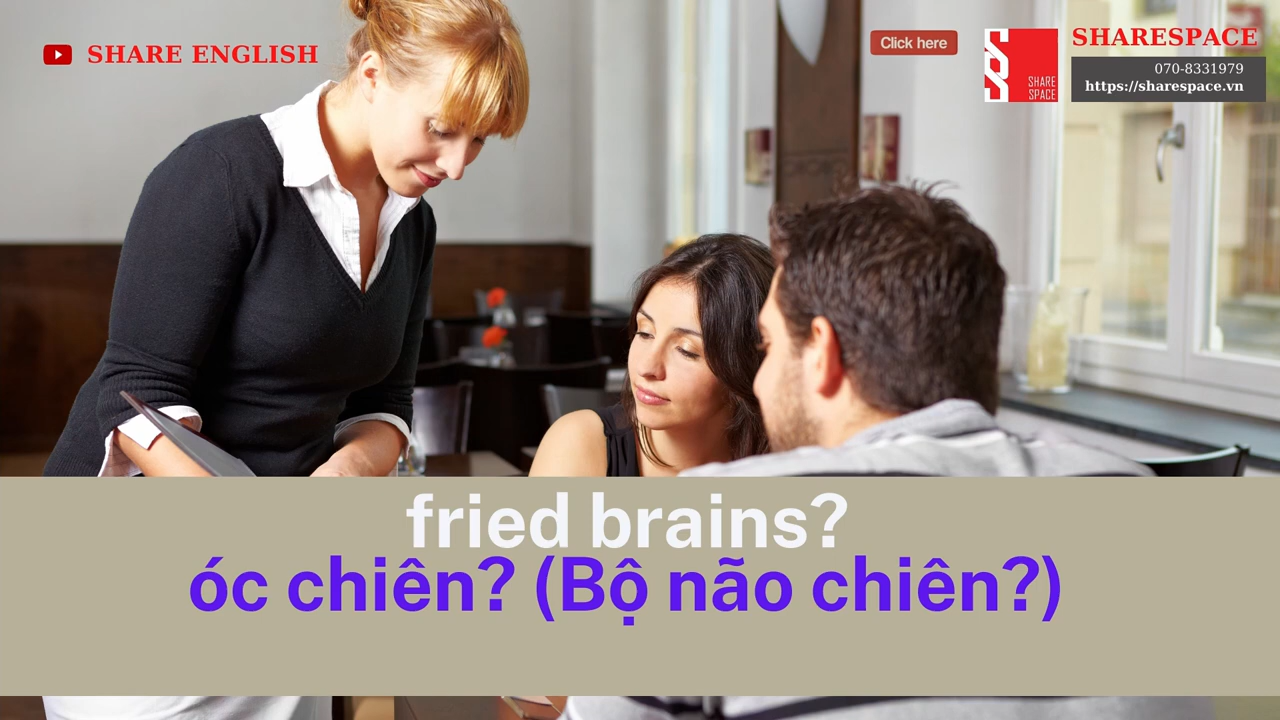 SHARE ENGLISH
Click here
SHARE
SPACE
SHARESPACE
070-8331979
https://sharespace.vn
fried brains?
óc chiên? (Bộ não chiên?)